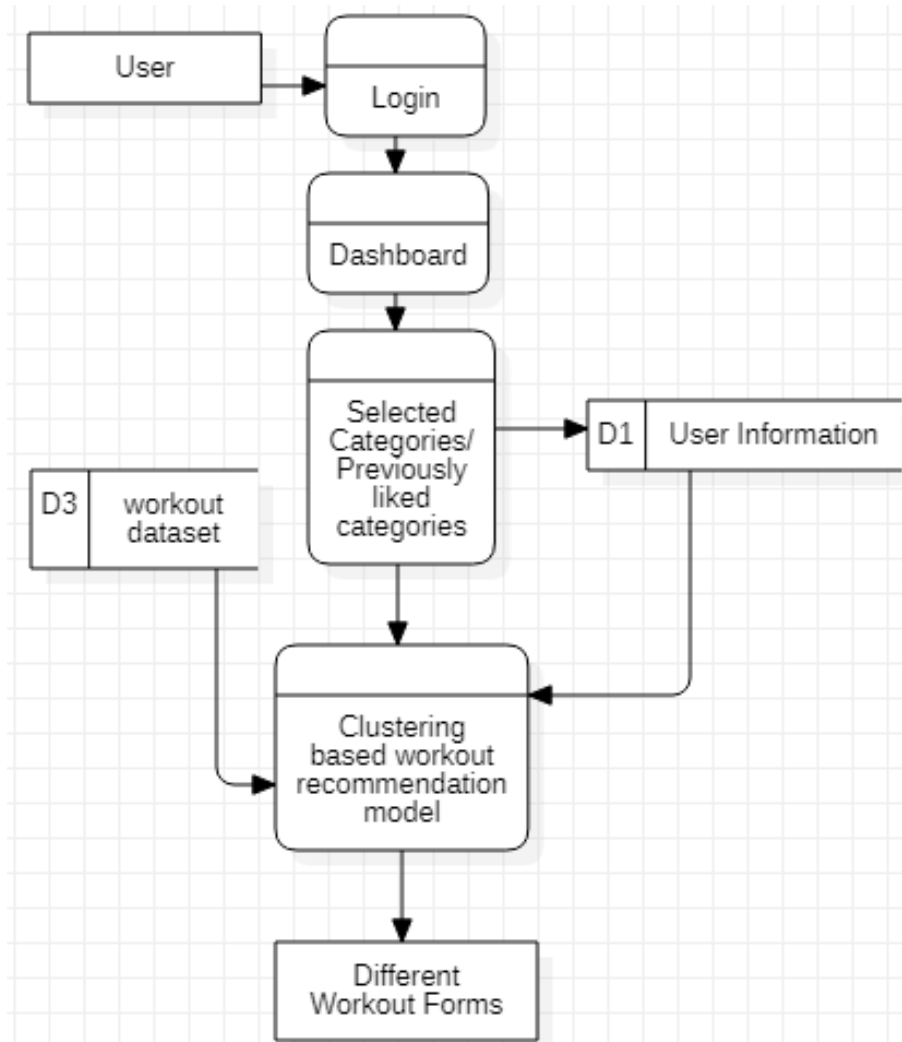 User
Login
Dashboard
Selected
Categories/
Previously
liked
categories
D1
User Information
D3
workout
dataset
Clustering
based workout
recommendation
model
Different
Workout Forms